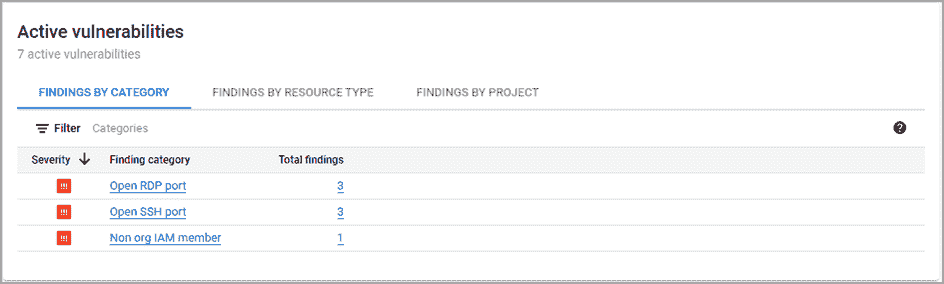 Active vulnerabilities
7 active vulnerabilities
FINDINGS BY CATEGORY FINDINGS BY RESOURCE TYPE FINDINGS BY PROJECT
Filter Categories ?
Severity ↓ Finding category Total findings
!!! Open RDP port 3
!!! Open SSH port 3
!!! Non org IAM member 1